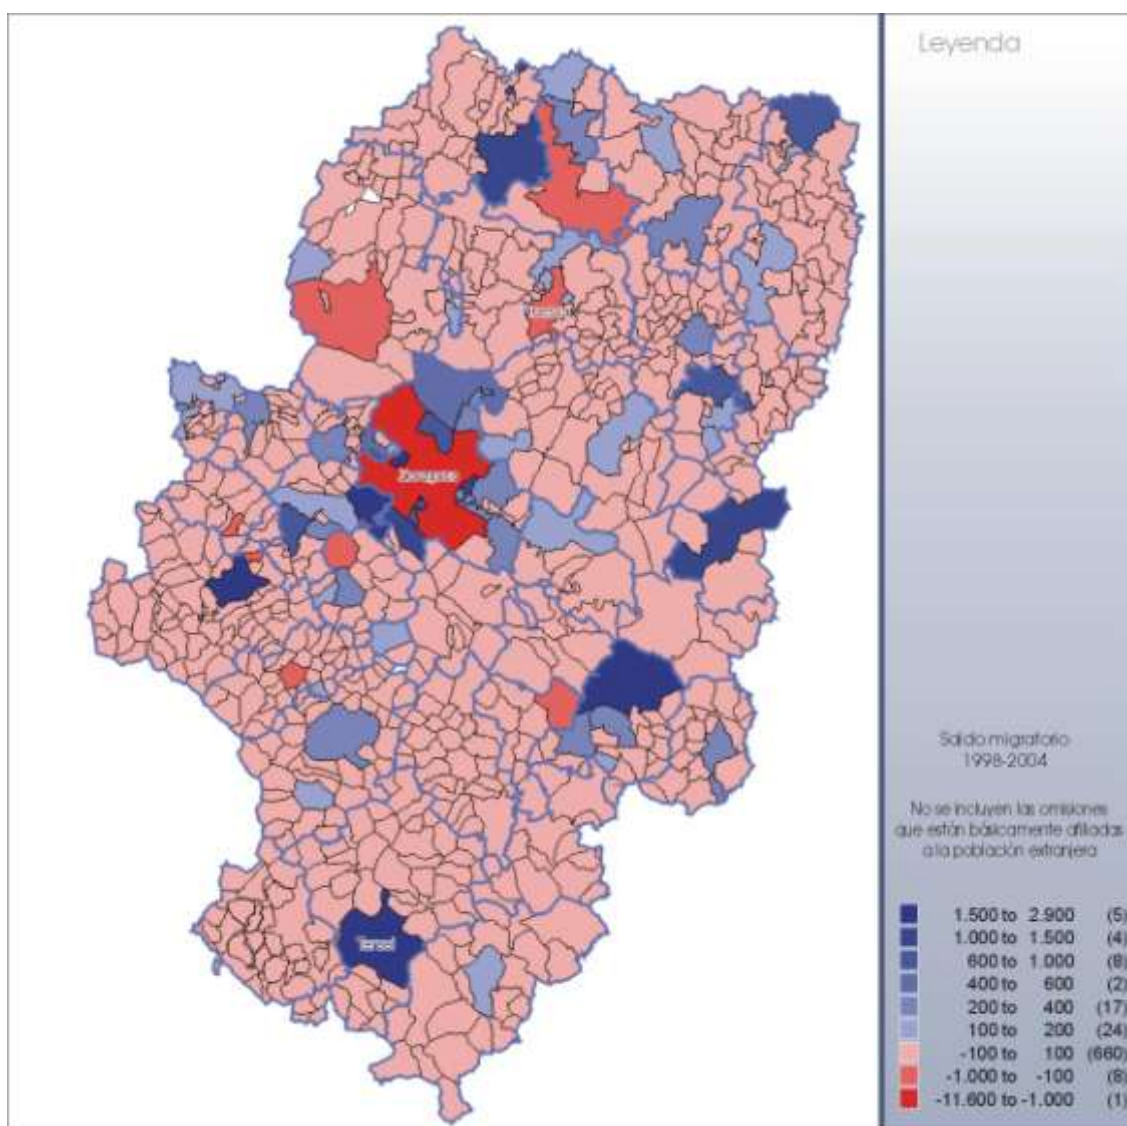 Leyenda
Huesca
Zaragoza
Teruel
Saldo migratorio
1998-2004
No se incluyen las omisiones
que están básicamente afiliadas
a la población extranjera
1.500 to 2.900 (5)
1.000 to 1.500 (4)
600 to 1.000 (8)
400 to 600 (2)
200 to 400 (17)
100 to 200 (24)
-100 to 100 (660)
-1.000 to -100 (8)
-11.600 to -1.000 (1)